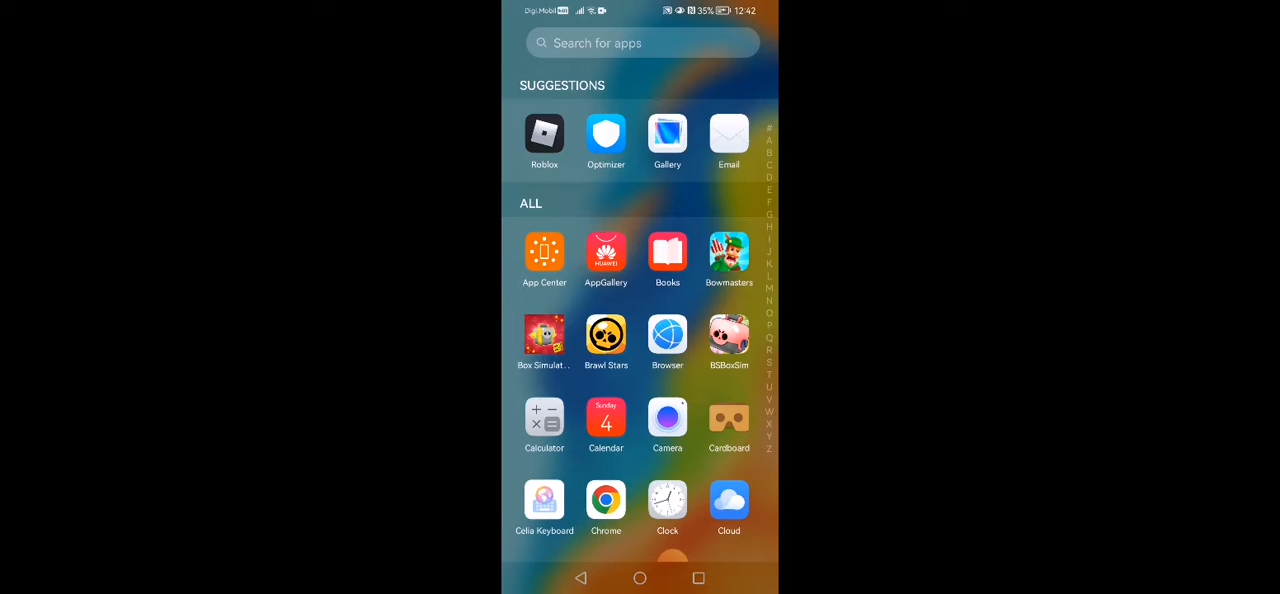 Digi.Mobil
35% 12:42
Search for apps
SUGGESTIONS
Roblox Optimizer Gallery Email
ALL
HUAWEI
App Center AppGallery Books Bowmasters
Box Simulat.. Brawl Stars Browser BSBoxSim
Sunday
4
Calculator Calendar Camera Cardboard
Celia Keyboard Chrome Clock Cloud
#
A
B
C
D
E
F
G
H
I
J
K
L
M
N
O
P
Q
R
S
T
U
V
W
X
Y
Z